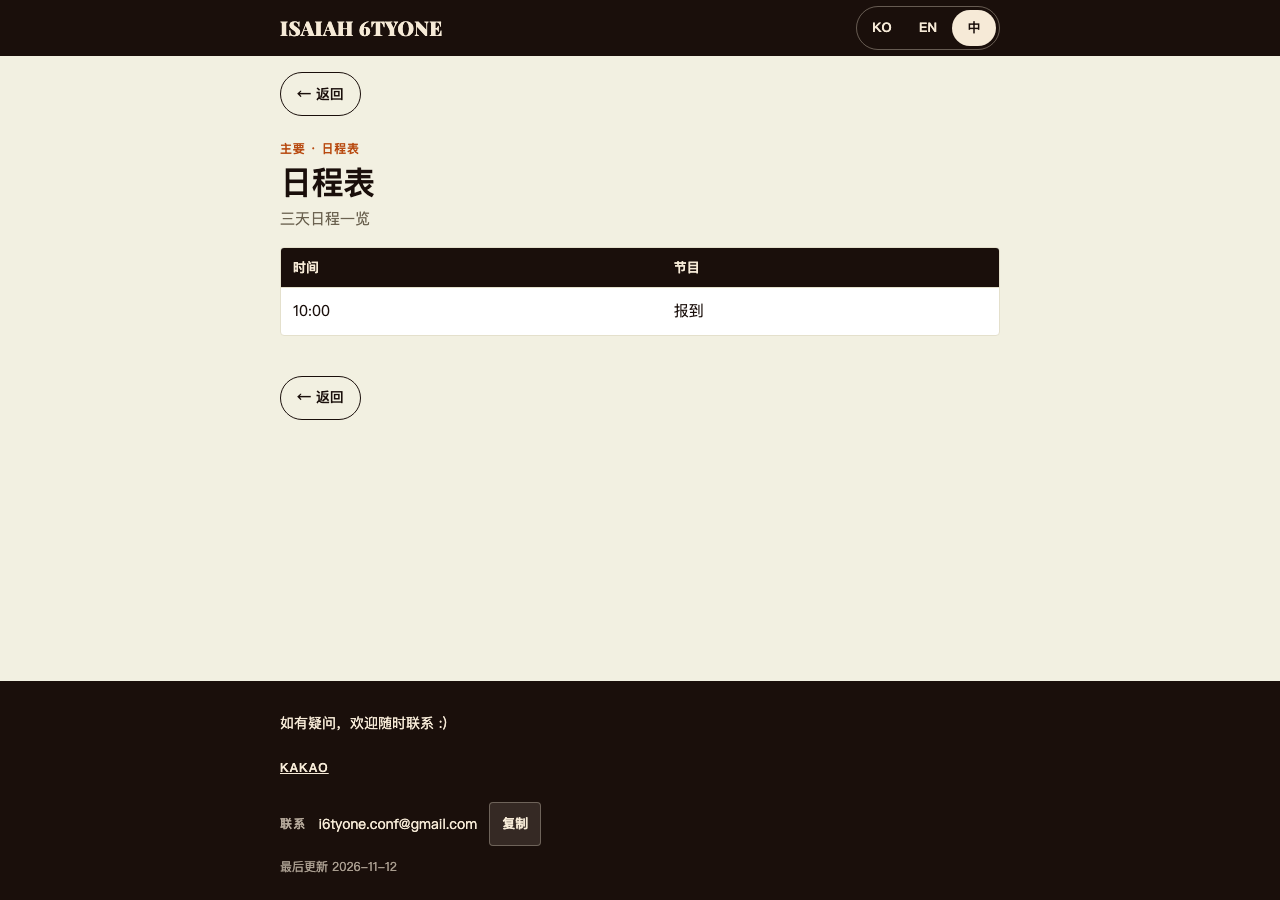 ISAIAH 6TYONE
KO EN 中
← 返回
主要 · 日程表
日程表
三天日程一览
时间 节目
10:00 报到
← 返回
如有疑问，欢迎随时联系 :)
KAKAO
联系 i6tyone.conf@gmail.com 复制
最后更新 2026-11-12